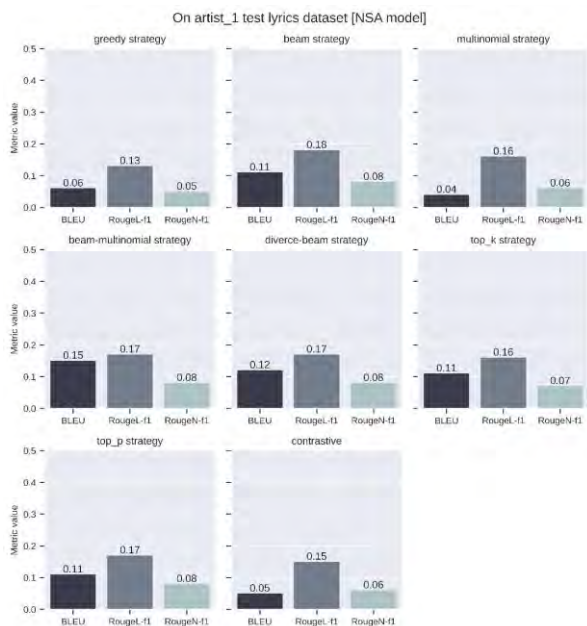 On artist_1 test lyrics dataset [NSA model]
greedy strategy
beam strategy
multinomial strategy
0.5
0.4
0.3
0.2
0.1
0.0
Metric value
0.06
0.13
0.05
0.11
0.18
0.08
0.04
0.16
0.06
BLEU RougeL-f1 RougeN-f1
BLEU RougeL-f1 RougeN-f1
BLEU RougeL-f1 RougeN-f1
beam-multinomial strategy
diverce-beam strategy
top_k strategy
0.5
0.4
0.3
0.2
0.1
0.0
Metric value
0.15
0.17
0.08
0.12
0.17
0.08
0.11
0.16
0.07
BLEU RougeL-f1 RougeN-f1
BLEU RougeL-f1 RougeN-f1
BLEU RougeL-f1 RougeN-f1
top_p strategy
contrastive
0.5
0.4
0.3
0.2
0.1
0.0
Metric value
0.11
0.17
0.08
0.05
0.15
0.06
BLEU RougeL-f1 RougeN-f1
BLEU RougeL-f1 RougeN-f1